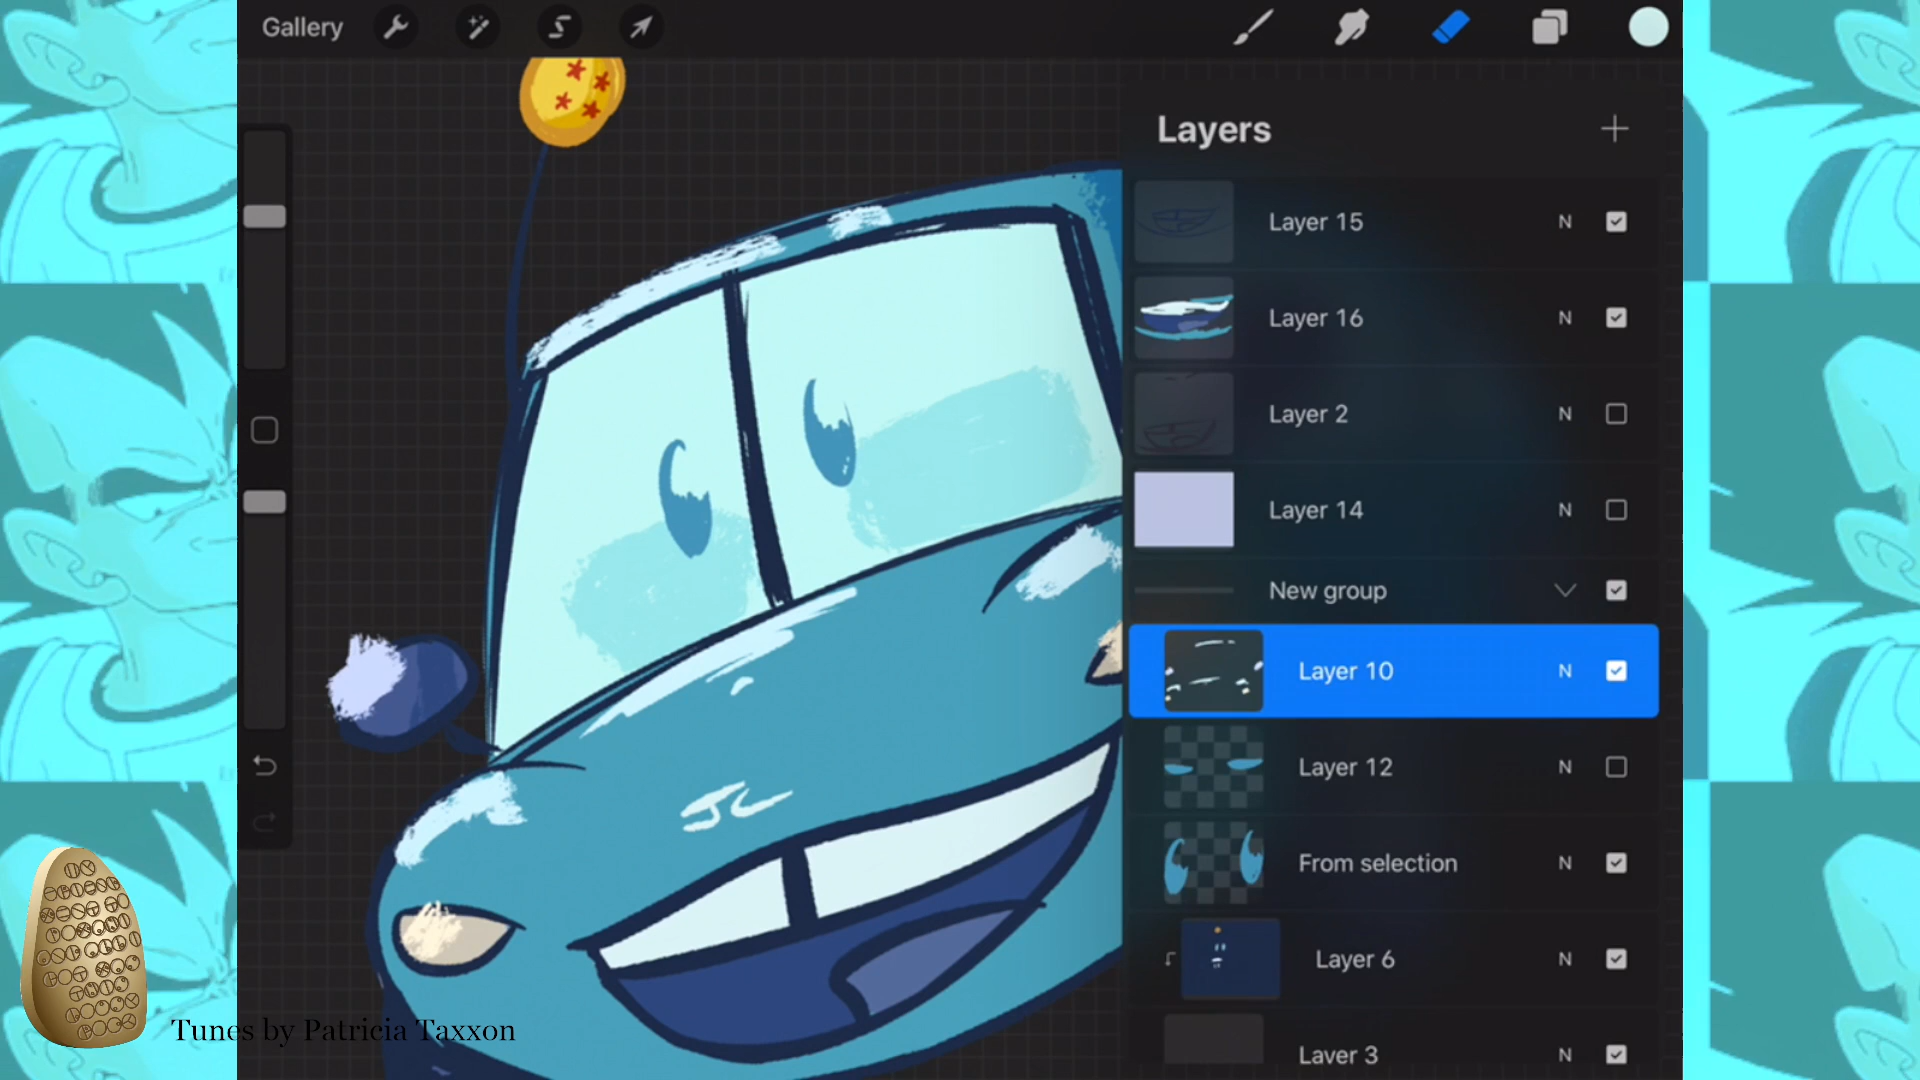 Gallery
Layers
Layer 15 N
Layer 16 N
Layer 2 N
Layer 14 N
New group
Layer 10 N
Layer 12 N
From selection N
Layer 6 N
Layer 3 N
Tunes by Patricia Taxxon